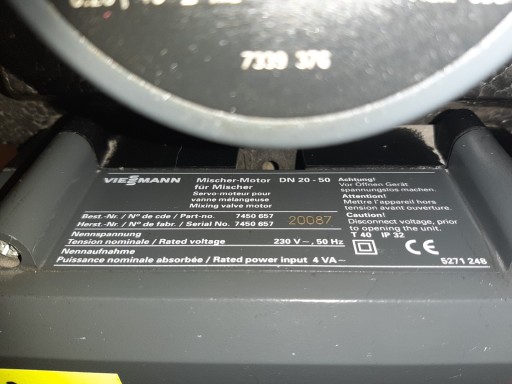 7339 376
VIESMANN
Mischer-Motor DN 20 - 50
für Mischer
Servo-moteur pour
vanne mélangeuse
Mixing valve motor
Achtung!
Vor Öffnen Gerät
spannungslos machen.
Attention!
Mettre l'appareil hors
tension avant ouverture.
Caution!
Disconnect voltage, prior
to opening the unit.
T 40 IP 32
Best.-Nr. / N° de cde / Part-no. 7450 657
Herst.-Nr. / N° de fabr. / Serial No. 7450 657
20087
Nennspannung
Tension nominale / Rated voltage 230 V~, 50 Hz
Nennaufnahme
Puissance nominale absorbée / Rated power input 4 VA~
CE
5271 248